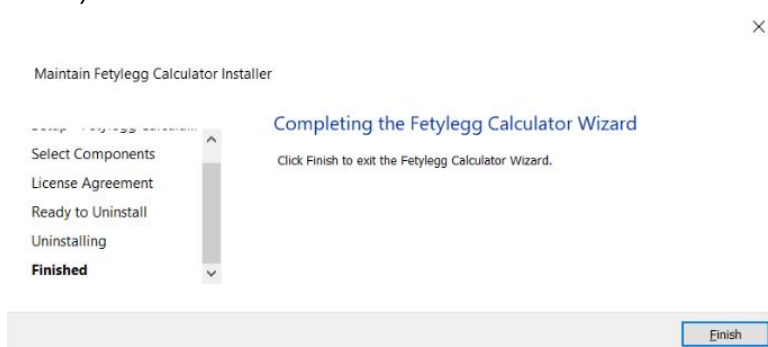 Maintain Fetylegg Calculator Installer
Select Components
License Agreement
Ready to Uninstall
Uninstalling
Finished
Completing the Fetylegg Calculator Wizard
Click Finish to exit the Fetylegg Calculator Wizard.
Finish